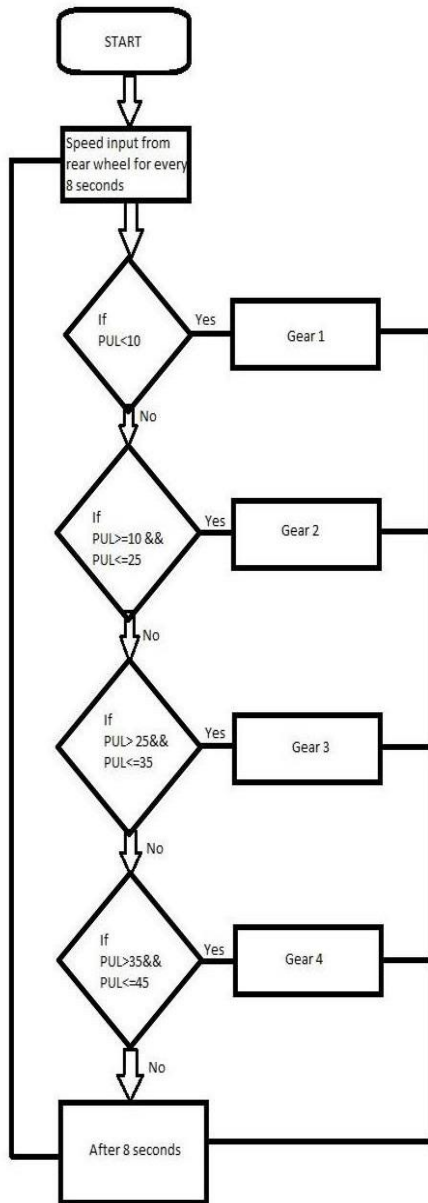 START
Speed input from
rear wheel for every
8 seconds
If
PUL<10
Yes
Gear 1
No
If
PUL>=10 &&
PUL<=25
Yes
Gear 2
No
If
PUL> 25&&
PUL<=35
Yes
Gear 3
No
If
PUL>35&&
PUL<=45
Yes
Gear 4
No
After 8 seconds